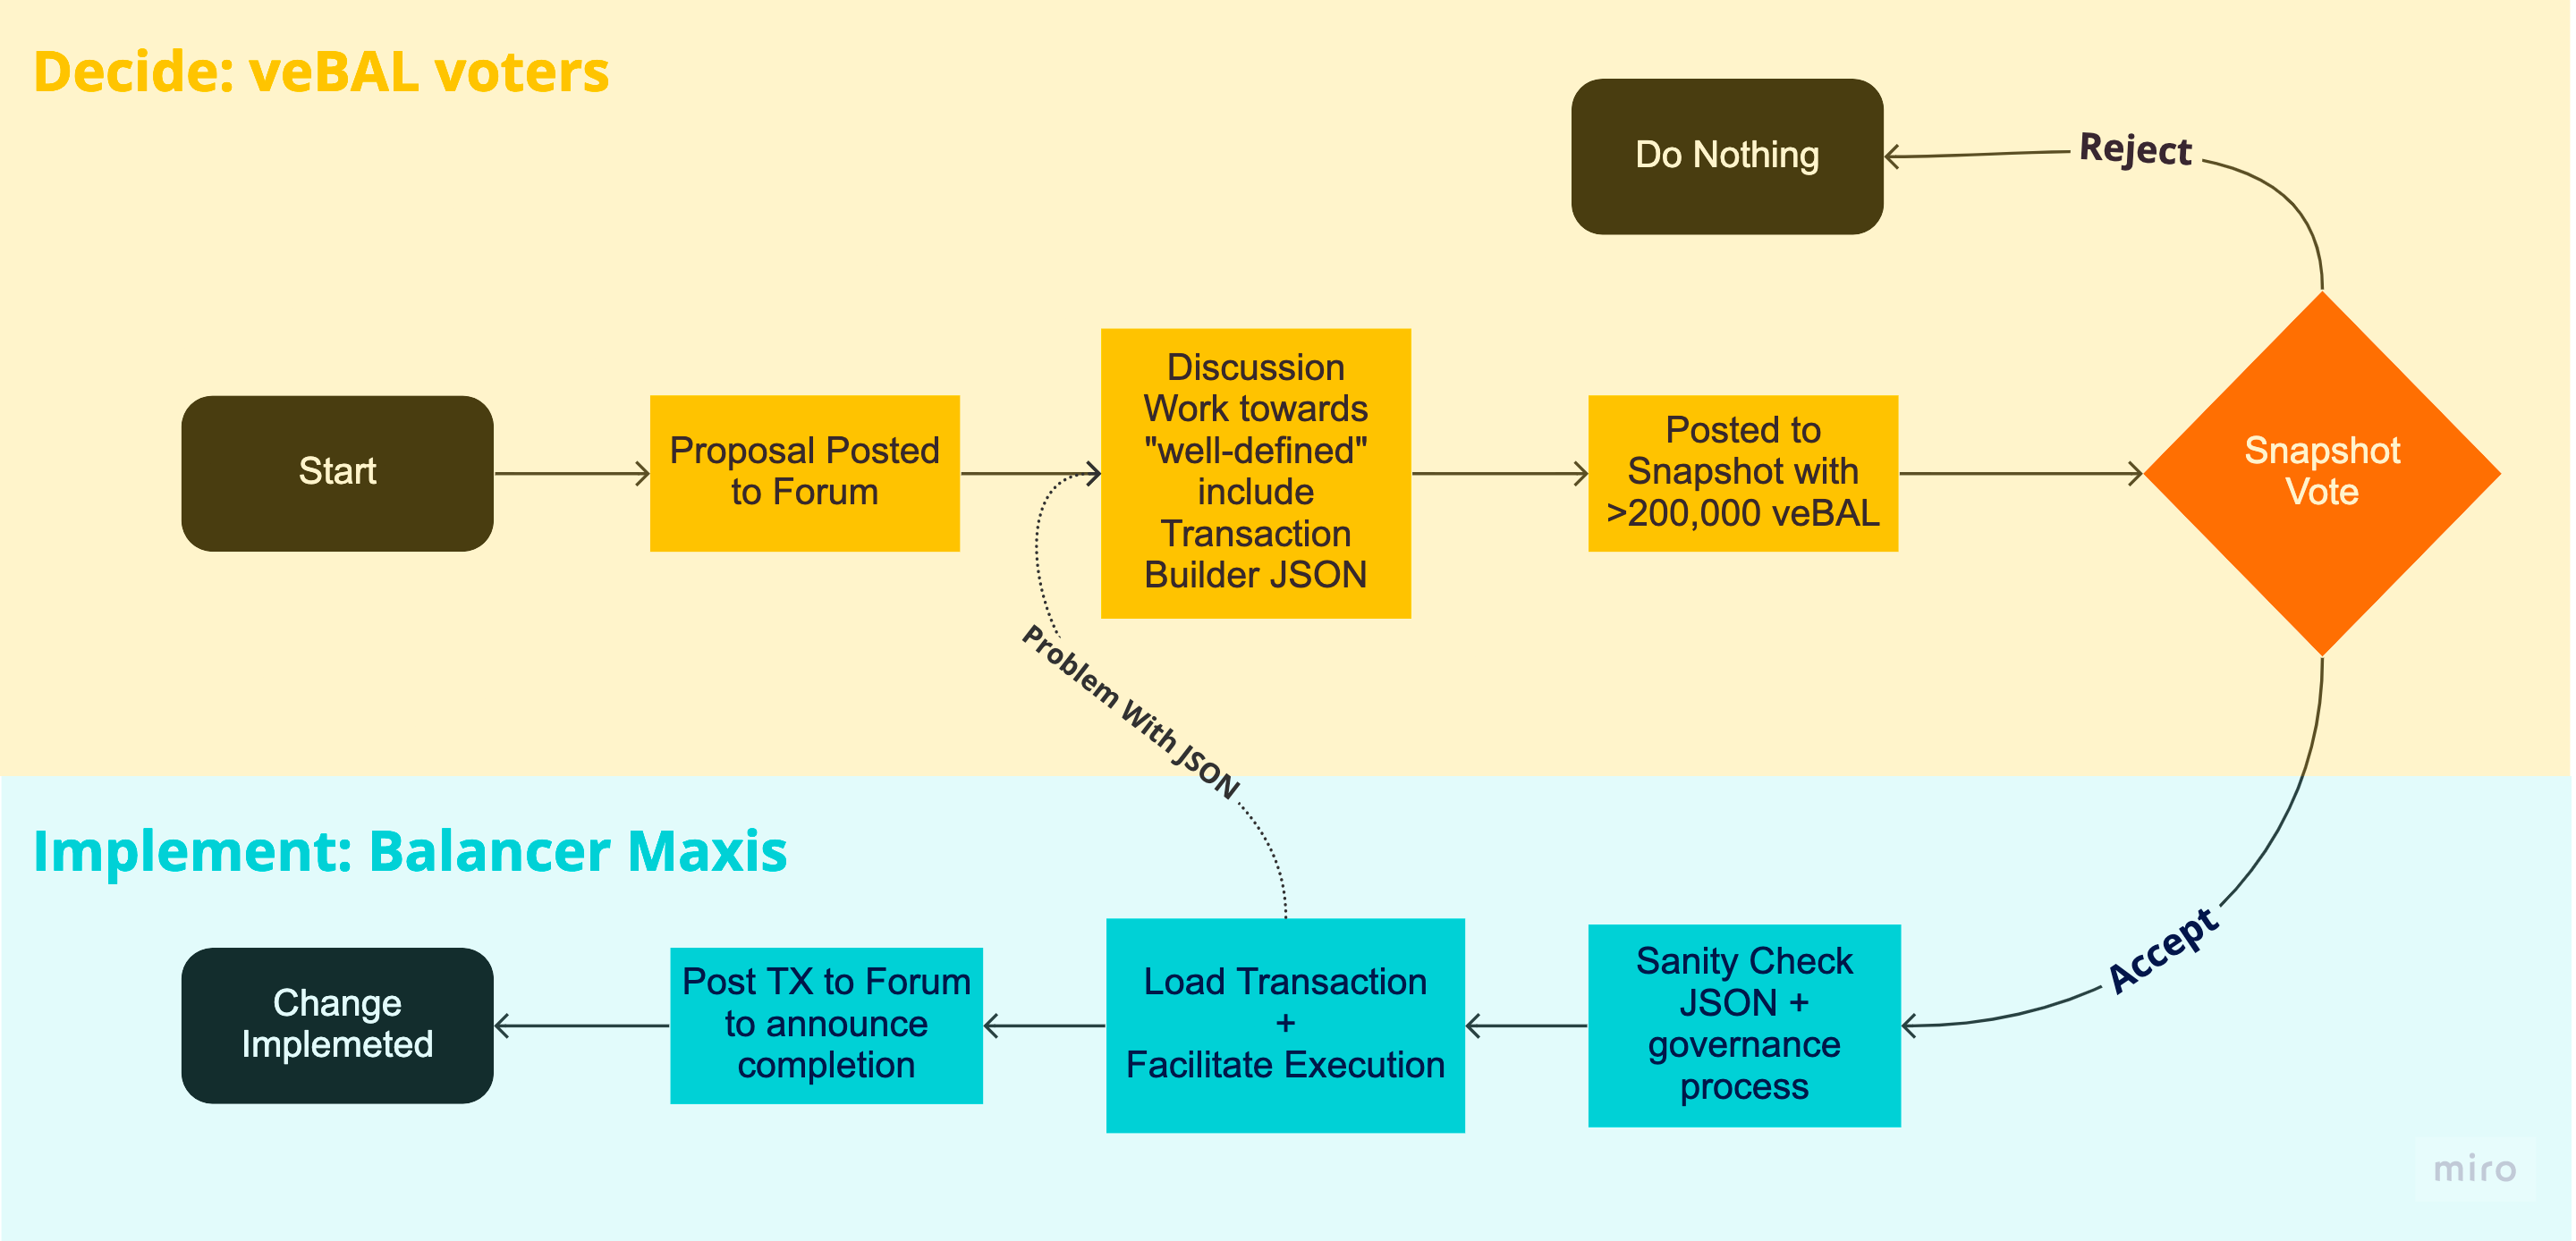 Decide: veBAL voters
Do Nothing
Reject
Start
Proposal Posted
to Forum
Discussion
Work towards
"well-defined"
include
Transaction
Builder JSON
Posted to
Snapshot with
>200,000 veBAL
Snapshot
Vote
Problem With JSON
Accept
Implement: Balancer Maxis
Sanity Check
JSON +
governance
process
Load Transaction
+
Facilitate Execution
Post TX to Forum
to announce
completion
Change
Implemeted
miro